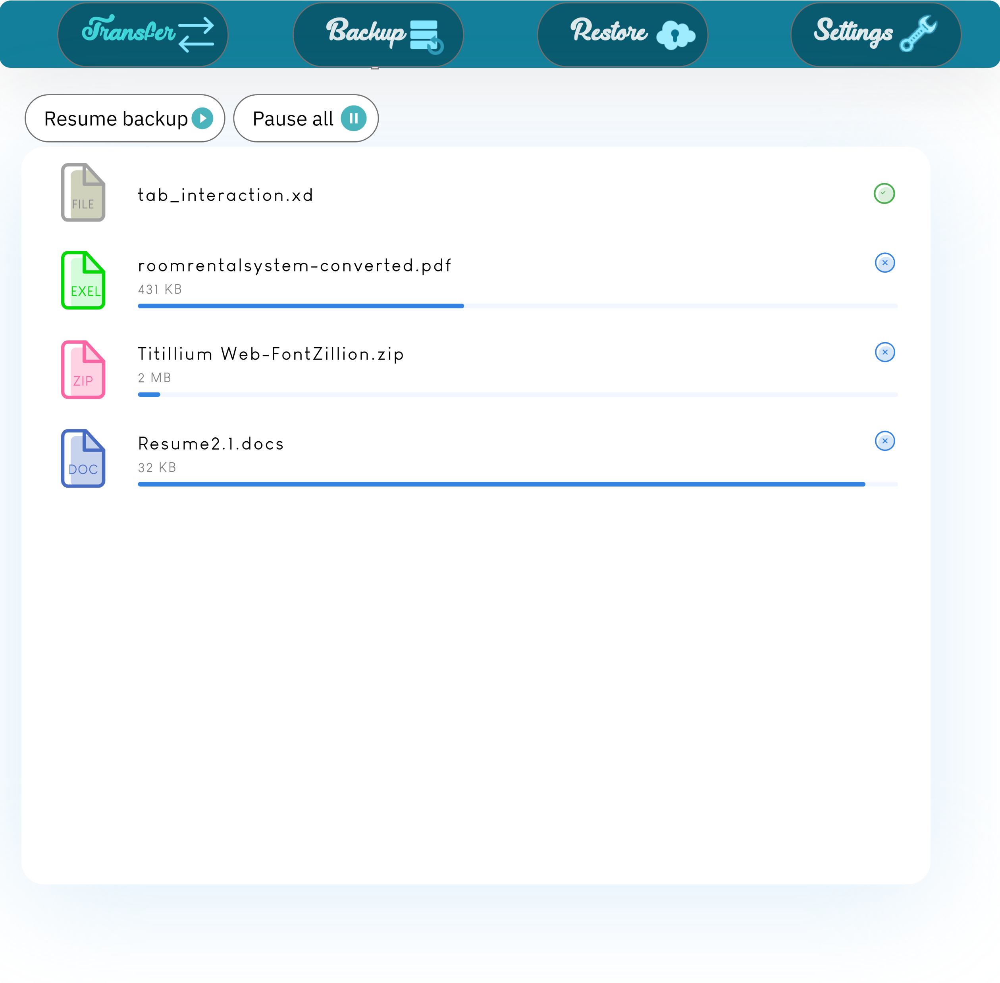 Transfer Backup Restore Settings
Resume backup Pause all
FILE
tab_interaction.xd
EXEL
roomrentalsystem-converted.pdf
431 KB
Titillium Web-FontZillion.zip
2 MB
ZIP
Resume2.1.docs
32 KB
DOC